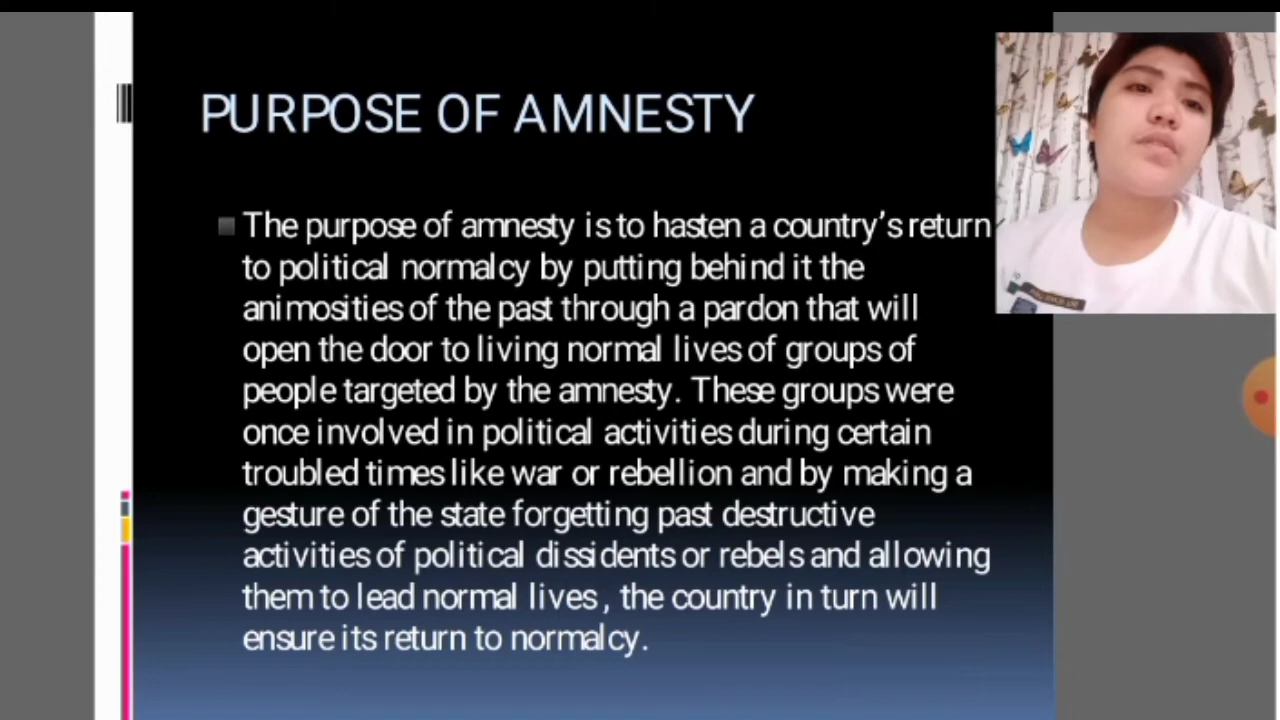 PURPOSE OF AMNESTY
The purpose of amnesty is to hasten a country's return
to political normalcy by putting behind it the
animosities of the past through a pardon that will
open the door to living normal lives of groups of
people targeted by the amnesty. These groups were
once involved in political activities during certain
troubled times like war or rebellion and by making a
gesture of the state forgetting past destructive
activities of political dissidents or rebels and allowing
them to lead normal lives , the country in turn will
ensure its return to normalcy.